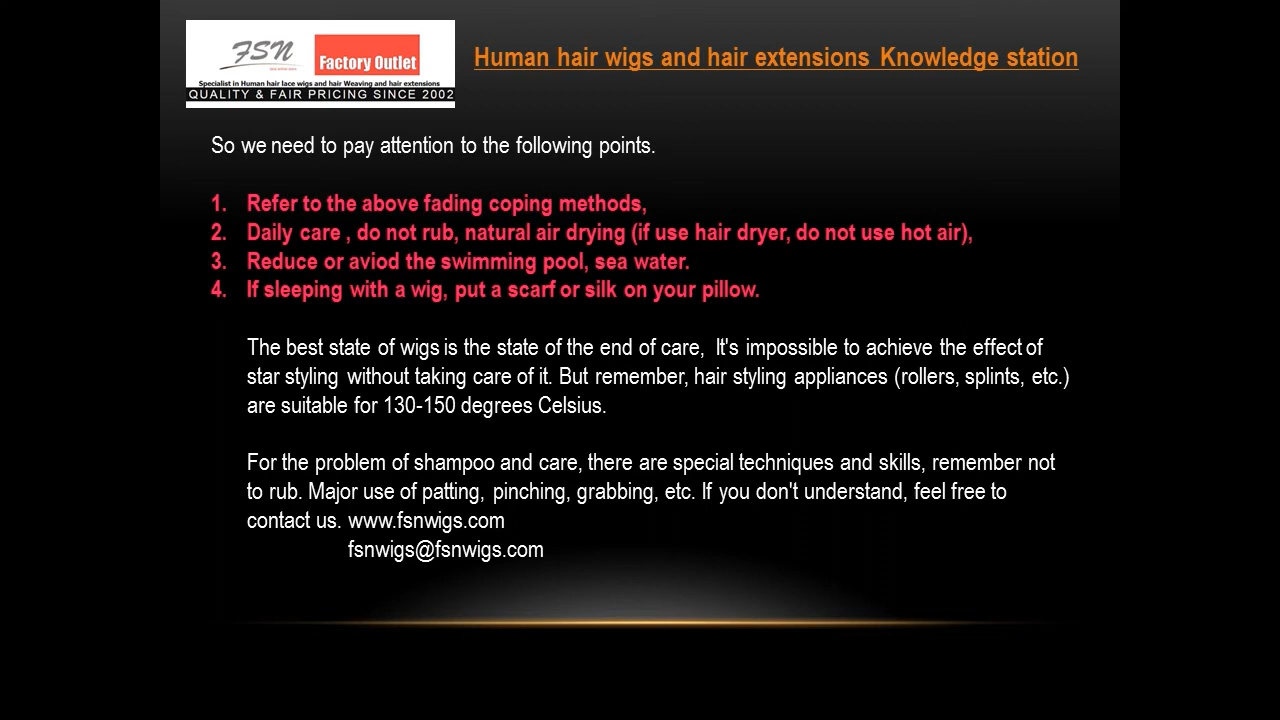 FSN
Factory Outlet
Specialist in Human hair lace wigs and hair Weaving and hair extensions
QUALITY & FAIR PRICING SINCE 2002
Human hair wigs and hair extensions Knowledge station
So we need to pay attention to the following points.
1. Refer to the above fading coping methods,
2. Daily care , do not rub, natural air drying (if use hair dryer, do not use hot air),
3. Reduce or aviod the swimming pool, sea water.
4. If sleeping with a wig, put a scarf or silk on your pillow.
The best state of wigs is the state of the end of care, It's impossible to achieve the effect of
star styling without taking care of it. But remember, hair styling appliances (rollers, splints, etc.)
are suitable for 130-150 degrees Celsius.
For the problem of shampoo and care, there are special techniques and skills, remember not
to rub. Major use of patting, pinching, grabbing, etc. If you don't understand, feel free to
contact us. www.fsnwigs.com
fsnwigs@fsnwigs.com